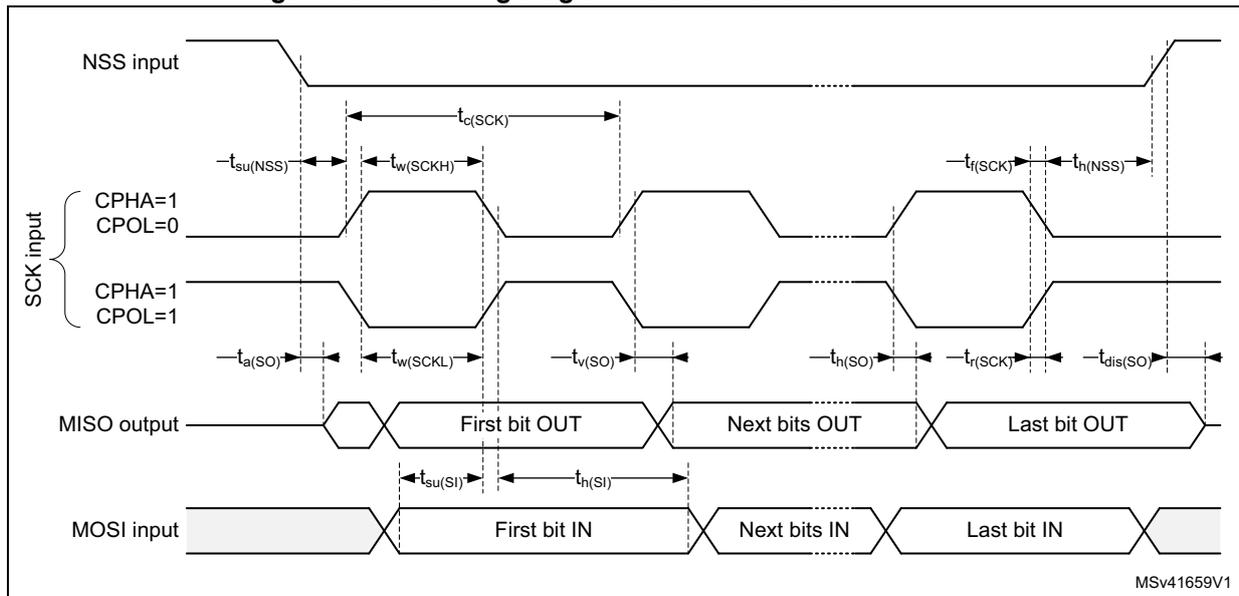 NSS input
tc(SCK)
tsu(NSS) tw(SCKH) tf(SCK) th(NSS)
SCK input
CPHA=1
CPOL=0
CPHA=1
CPOL=1
ta(SO) tw(SCKL) tv(SO) th(SO) tr(SCK) tdis(SO)
MISO output First bit OUT Next bits OUT Last bit OUT
tsu(SI) th(SI)
MOSI input First bit IN Next bits IN Last bit IN
MSv41659V1